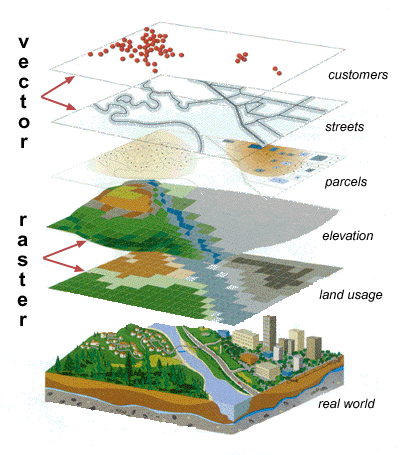 vector
customers
streets
parcels
raster
elevation
land usage
real world